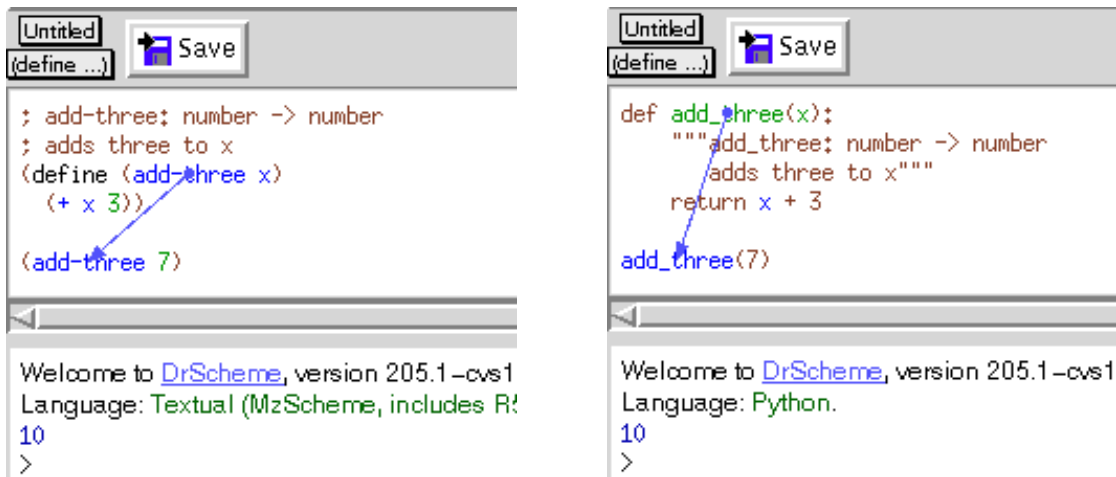 Untitled
(define ...)
Save
; add-three: number -> number
; adds three to x
(define (add-three x)
(+ x 3))
(add-three 7)
Welcome to DrScheme, version 205.1-cvs1
Language: Textual (MzScheme, includes R5
10
>
Untitled
(define ...)
Save
def add_three(x):
"""add_three: number -> number
adds three to x"""
return x + 3
add_three(7)
Welcome to DrScheme, version 205.1-cvs1
Language: Python.
10
>